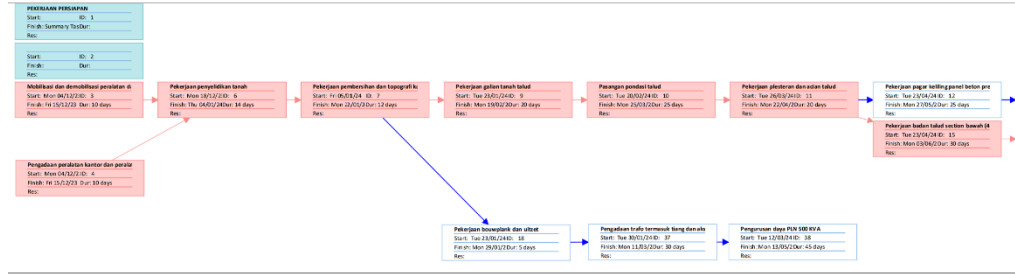 PEKERJAAN PERSIAPAN
Start: ID: 1
Finish: Summary Tas Dur:
Res:
Start: ID: 2
Finish: Dur:
Res:
Mobilisasi dan demobilisasi peralatan da
Start: Mon 04/12/2 ID: 3
Finish: Fri 15/12/23 Dur: 10 days
Res:
Pekerjaan penyelidikan tanah
Start: Mon 18/12/2 ID: 6
Finish: Thu 04/01/24 Dur: 14 days
Res:
Pekerjaan pembersihan dan topografi k
Start: Fri 05/01/24 ID: 7
Finish: Mon 22/01/2 Dur: 12 days
Res:
Pekerjaan galian tanah talud
Start: Tue 23/01/24 ID: 9
Finish: Mon 19/02/ Dur: 20 days
Res:
Pasangan pondasi talud
Start: Tue 20/02/24 ID: 10
Finish: Mon 25/03/2 Dur: 25 days
Res:
Pekerjaan plesteran dan acian talud
Start: Tue 26/03/24 ID: 11
Finish: Mon 22/04/ Dur: 20 days
Res:
Pekerjaan pagar keliling panel beton pre
Start: Tue 23/04/24 ID: 12
Finish: Mon 27/05/2 Dur: 25 days
Res:
Pekerjaan badan talud section bawah (4
Start: Tue 23/04/24 ID: 15
Finish: Mon 03/06/2 Dur: 30 days
Res:
Pengadaan peralatan kantor dan perala
Start: Mon 04/12/2 ID: 4
Finish: Fri 15/12/23 Dur: 10 days
Res:
Pekerjaan bouwplank dan uitzet
Start: Tue 23/01/24 ID: 18
Finish: Mon 29/01/2 Dur: 5 days
Res:
Pengadaan trafo termasuk tiang dan aks
Start: Tue 30/01/24 ID: 37
Finish: Mon 11/03/2 Dur: 30 days
Res:
Pengurusan daya PLN 500 KVA
Start: Tue 12/03/24 ID: 38
Finish: Mon 13/05/2 Dur: 45 days
Res: